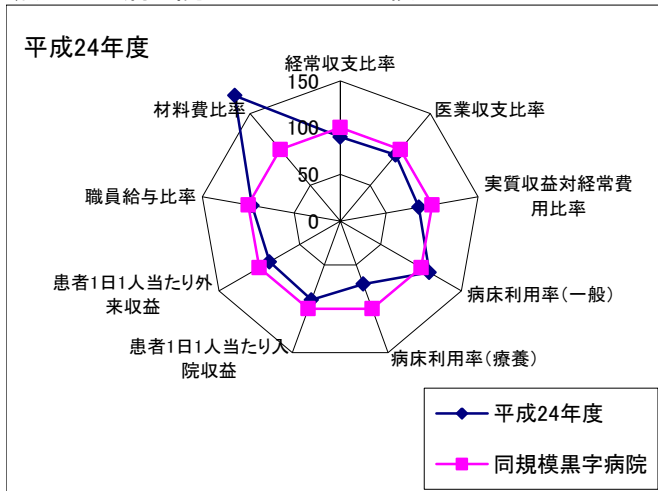 平成24年度
経常収支比率
150
100
50
0
医業収支比率
実質収益対経常費
用比率
病床利用率(一般)
病床利用率(療養)
患者1日1人当たり入
院収益
患者1日1人当たり外
来収益
職員給与比率
材料費比率
平成24年度
同規模黒字病院